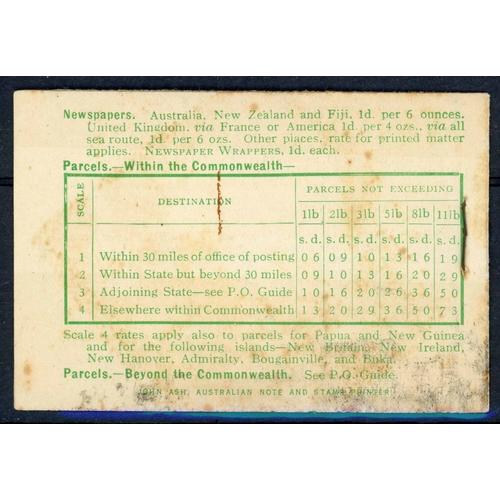 Newspapers. Australia, New Zealand and Fiji, 1d. per 6 ounces.
United Kingdom, via France or America 1d. per 4 ozs., via all
sea route, 1d. per 6 ozs. Other places, rate for printed matter
applies. NEWSPAPER WRAPPERS, 1d. each.
Parcels.—Within the Commonwealth—
SCALE DESTINATION PARCELS NOT EXCEEDING
1lb 2lb 3lb 5lb 8lb 11lb
s. d. s. d. s. d. s. d. s. d. s. d.
1 Within 30 miles of office of posting 0 6 0 9 1 0 1 3 1 6 1 9
2 Within State but beyond 30 miles 0 9 1 0 1 3 1 6 2 0 2 9
3 Adjoining State—see P.O. Guide 1 0 1 6 2 0 2 6 3 6 5 0
4 Elsewhere within Commonwealth 1 3 2 0 2 9 3 6 5 0 7 3
Scale 4 rates apply also to parcels for Papua and New Guinea
and for the following islands—New Britain, New Ireland,
New Hanover, Admiralty, Bougainville, and Buka.
Parcels.—Beyond the Commonwealth. See P.O. Guide.
JOHN ASH, AUSTRALIAN NOTE AND STAMP PRINTER